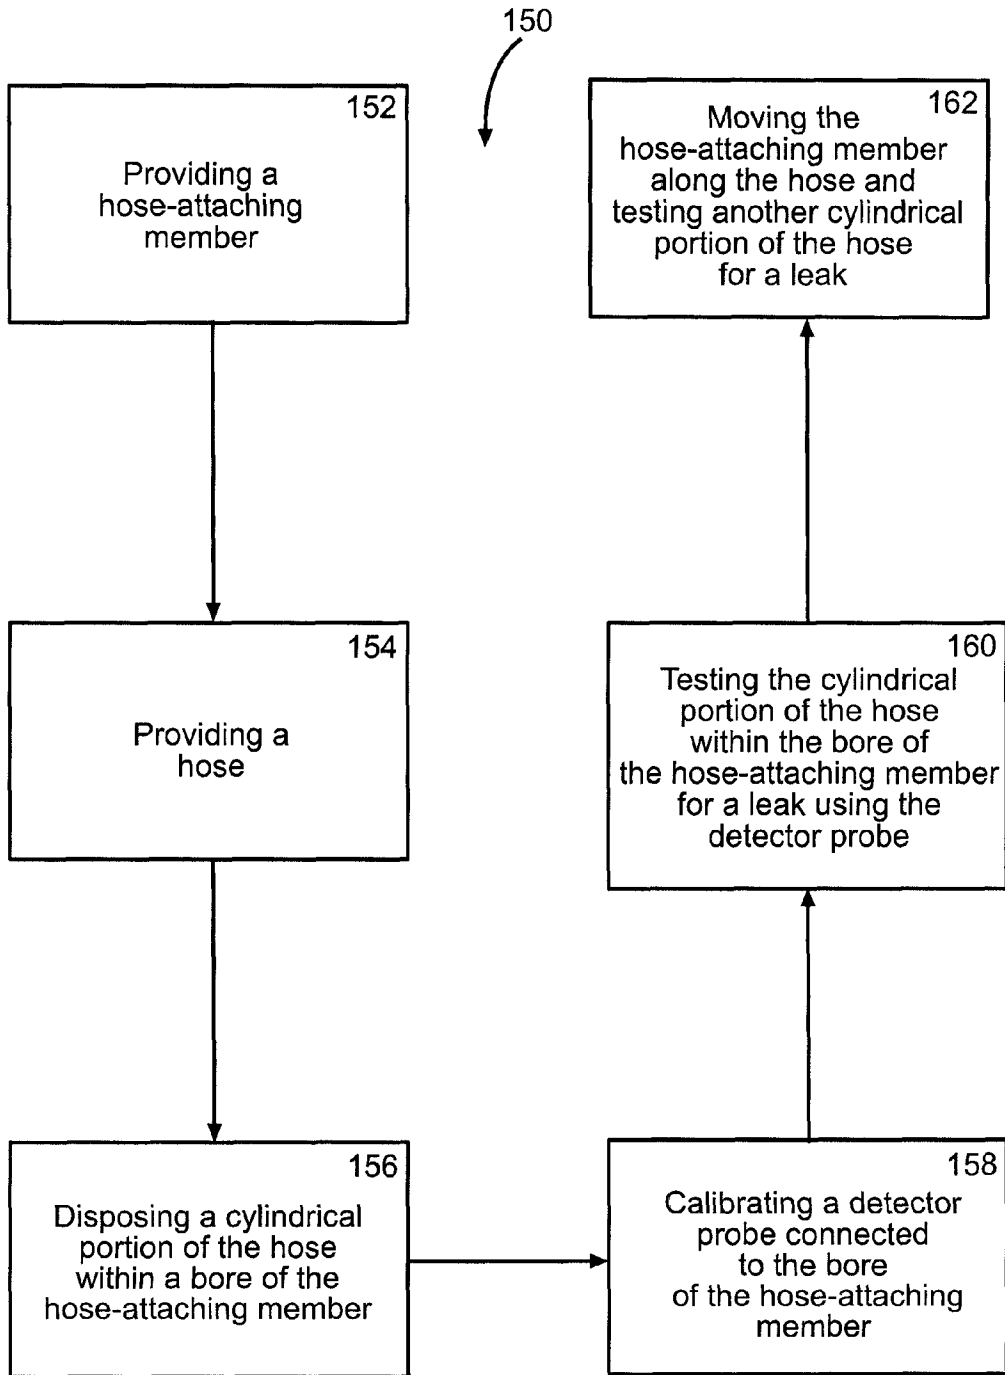 150
152
Providing a
hose-attaching
member
154
Providing a
hose
156
Disposing a cylindrical
portion of the hose
within a bore of the
hose-attaching member
158
Calibrating a detector
probe connected
to the bore
of the hose-attaching
member
160
Testing the cylindrical
portion of the hose
within the bore of
the hose-attaching member
for a leak using the
detector probe
162
Moving the
hose-attaching member
along the hose and
testing another cylindrical
portion of the hose
for a leak